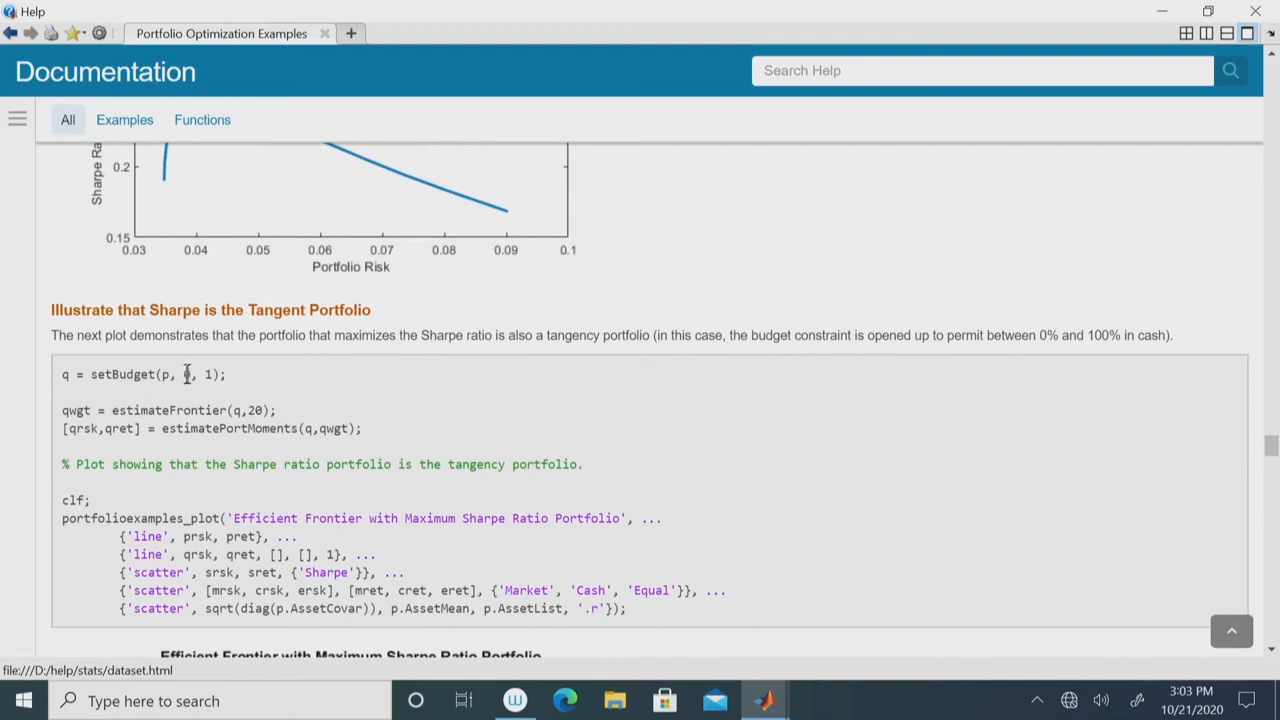 Help
Portfolio Optimization Examples
Documentation
Search Help
All Examples Functions
Sharpe
0.2
0.15
0.03 0.04 0.05 0.06 0.07 0.08 0.09 0.1
Portfolio Risk
Illustrate that Sharpe is the Tangent Portfolio
The next plot demonstrates that the portfolio that maximizes the Sharpe ratio is also a tangency portfolio (in this case, the budget constraint is opened up to permit between 0% and 100% in cash).
q = setBudget(p, , 1);
qwgt = estimateFrontier(q,20);
[qrsk,qret] = estimatePortMoments(q,qwgt);
% Plot showing that the Sharpe ratio portfolio is the tangency portfolio.
clf;
portfolioexamples_plot('Efficient Frontier with Maximum Sharpe Ratio Portfolio', ...
{'line', prsk, pret}, ...
{'line', qrsk, qret, [], [], 1}, ...
{'scatter', srsk, sret, {'Sharpe'}}, ...
{'scatter', [mrsk, crsk, ersk], [mret, cret, eret], {'Market', 'Cash', 'Equal'}}, ...
{'scatter', sqrt(diag(p.AssetCovar)), p.AssetMean, p.AssetList, '.r'});
Efficient Frontier with Maximum Sharpe Ratio Portfolio
file:///D:/help/stats/dataset.html
Type here to search
3:03 PM
10/21/2020